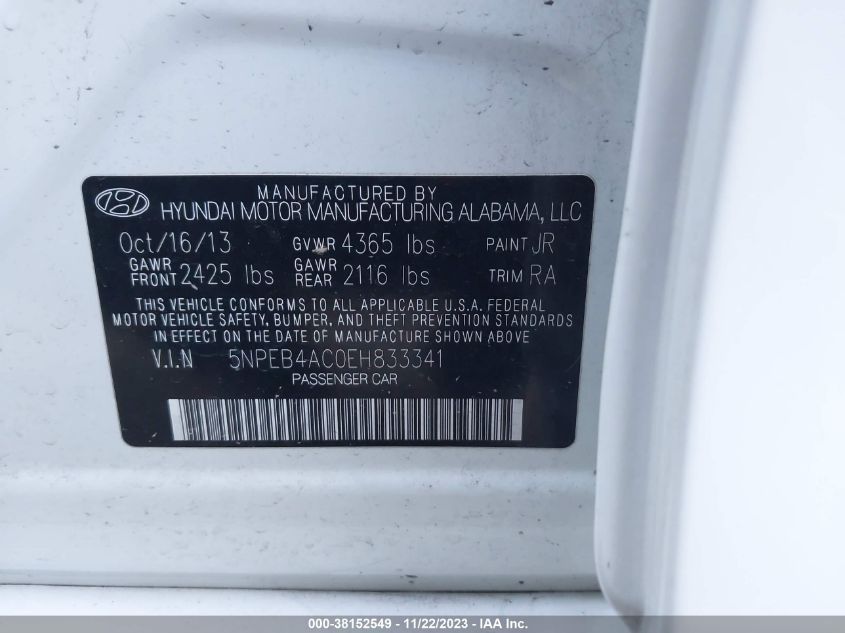 MANUFACTURED BY
HYUNDAI MOTOR MANUFACTURING ALABAMA, LLC
Oct/16/13 GVWR 4365 lbs PAINT JR
GAWR FRONT 2425 lbs GAWR REAR 2116 lbs TRIM RA
THIS VEHICLE CONFORMS TO ALL APPLICABLE U.S.A. FEDERAL
MOTOR VEHICLE SAFETY, BUMPER, AND THEFT PREVENTION STANDARDS
IN EFFECT ON THE DATE OF MANUFACTURE SHOWN ABOVE
V.I.N 5NPEB4AC0EH833341
PASSENGER CAR
000-38152549 - 11/22/2023 - IAA Inc.